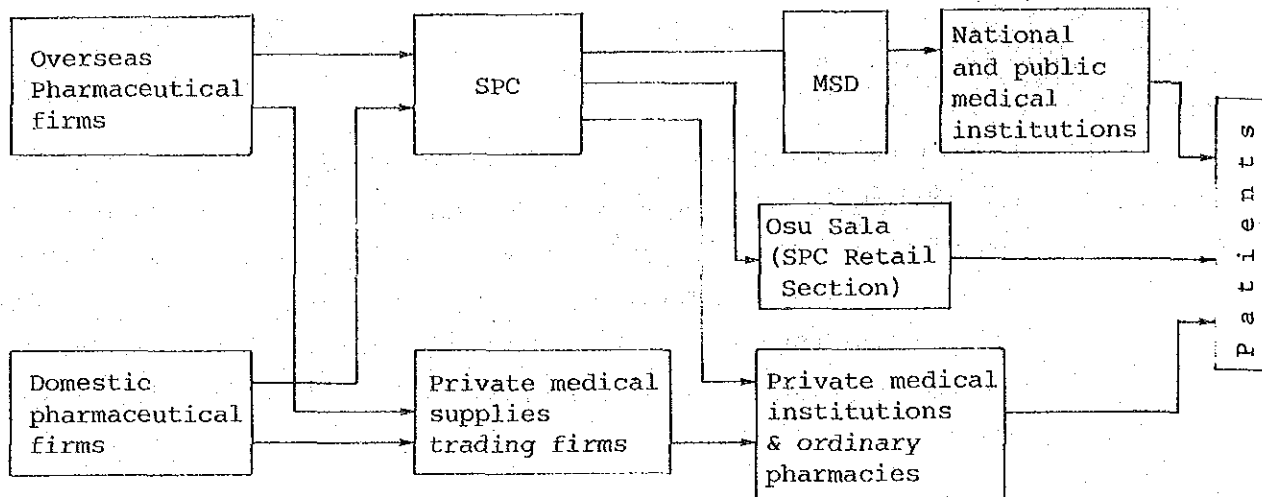 Overseas
Pharmaceutical
firms
SPC
MSD
National
and public
medical
institutions
Osu Sala
(SPC Retail
Section)
Patients
Domestic
pharmaceutical
firms
Private medical
supplies
trading firms
Private medical
institutions
& ordinary
pharmacies